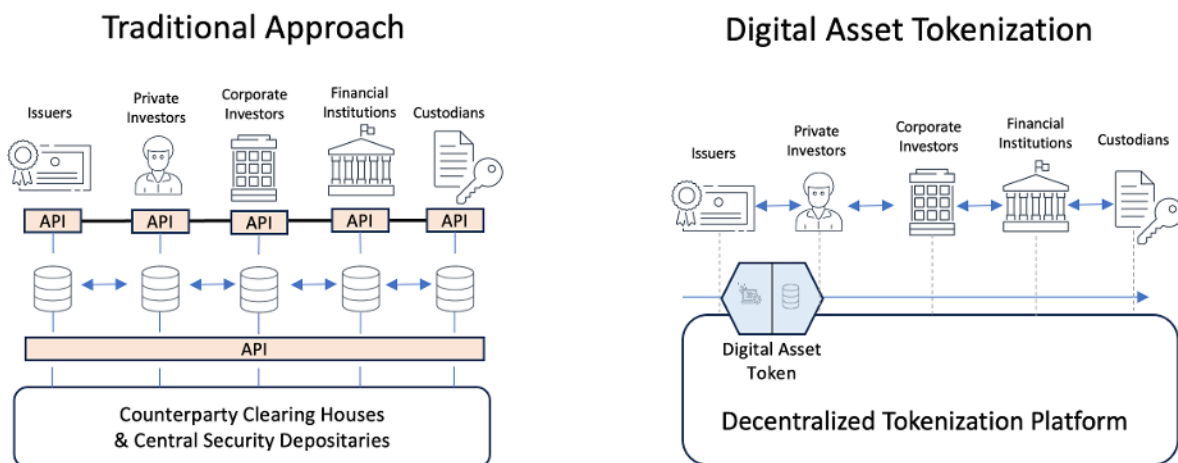 Traditional Approach
Issuers
Private
Investors
Corporate
Investors
Financial
Institutions
Custodians
API
API
API
API
API
API
Counterparty Clearing Houses
& Central Security Depositaries
Digital Asset Tokenization
Issuers
Private
Investors
Corporate
Investors
Financial
Institutions
Custodians
Digital Asset
Token
Decentralized Tokenization Platform